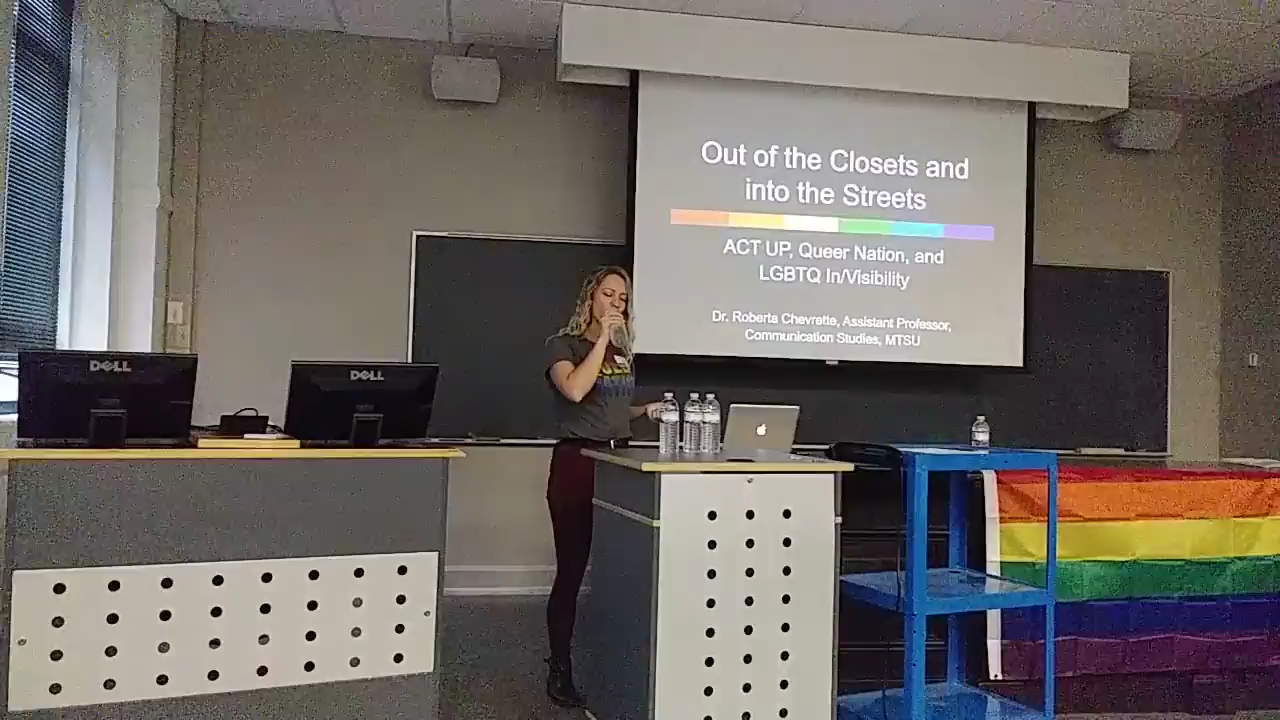 Out of the Closets and
into the Streets
ACT UP, Queer Nation, and
LGBTQ In/Visibility
Dr. Roberta Chevrette, Assistant Professor,
Communication Studies, MTSU
DELL
DELL